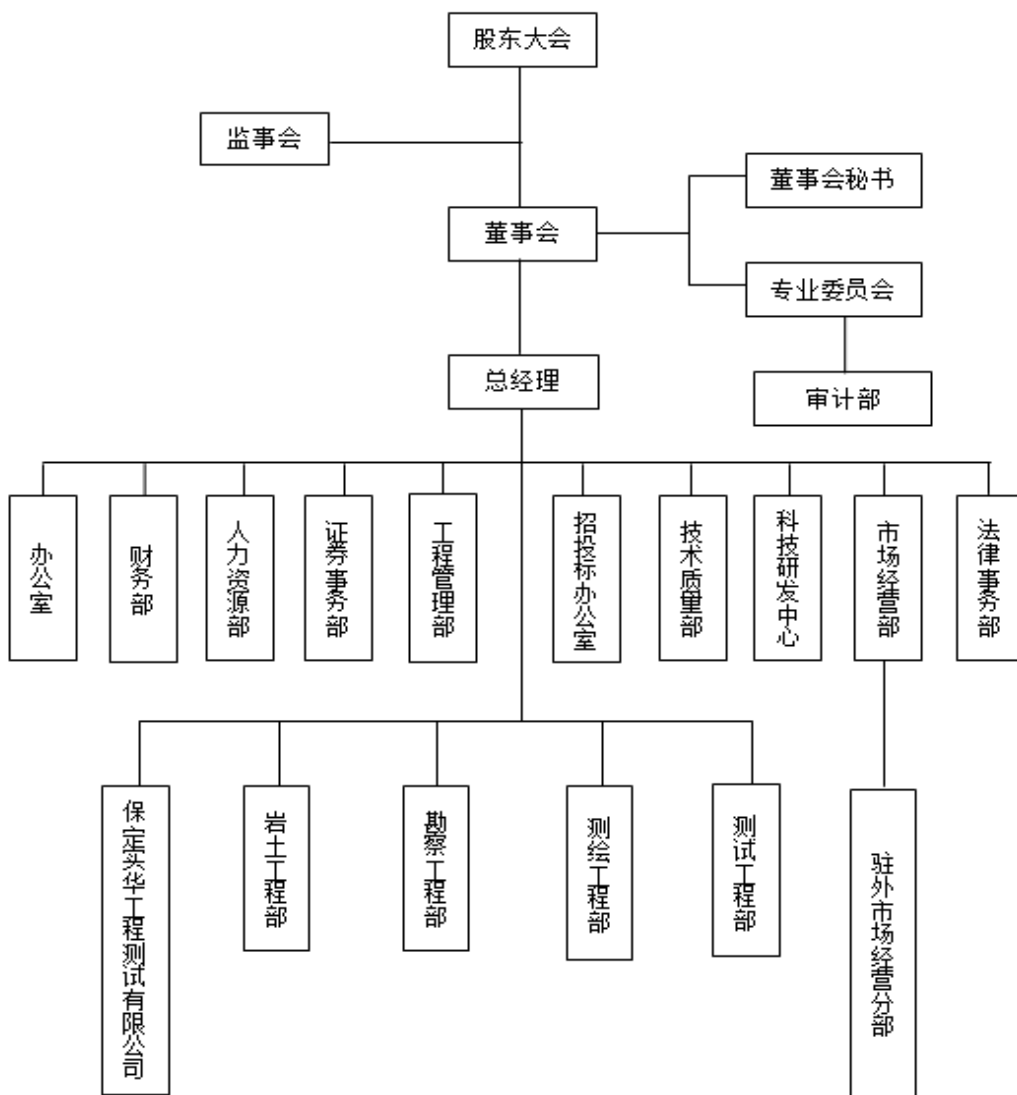 股东大会
监事会
董事会秘书
董事会
专业委员会
总经理
审计部
办公室
财务部
人力资源部
证券事务部
工程管理部
招投标办公室
技术质量部
科技研发中心
市场经营部
法律事务部
保定实华工程测试有限公司
岩土工程部
勘察工程部
测绘工程部
测试工程部
驻外市场经营分部